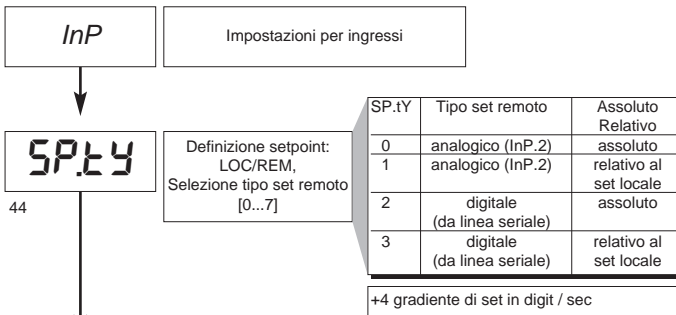 InP
Impostazioni per ingressi
SP.tY
44
Definizione setpoint:
LOC/REM,
Selezione tipo set remoto
[0...7]
SP.tY Tipo set remoto Assoluto
Relativo
0 analogico (InP.2) assoluto
1 analogico (InP.2) relativo al
set locale
2 digitale assoluto
(da linea seriale)
3 digitale relativo al
(da linea seriale) set locale
+4 gradiente di set in digit / sec